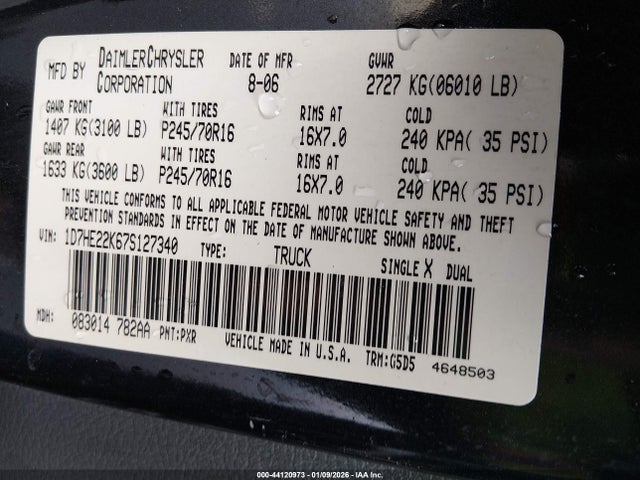 MFD BY DAIMLERCHRYSLER CORPORATION DATE OF MFR 8-06 GVWR 2727 KG(06010 LB)
GAWR FRONT WITH TIRES RIMS AT COLD
1407 KG(3100 LB) P245/70R16 16X7.0 240 KPA( 35 PSI)
GAWR REAR WITH TIRES RIMS AT COLD
1633 KG(3600 LB) P245/70R16 16X7.0 240 KPA( 35 PSI)
THIS VEHICLE CONFORMS TO ALL APPLICABLE FEDERAL MOTOR VEHICLE SAFETY AND THEFT
PREVENTION STANDARDS IN EFFECT ON THE DATE OF MANUFACTURE SHOWN ABOVE.
VIN: 1D7HE22K67S127340 TYPE: TRUCK SINGLE X DUAL
MDH: 083014 782AA PNT:PXR VEHICLE MADE IN U.S.A. TRM:G5D5 4648503
000-44120973 - 01/09/2026 - IAA Inc.